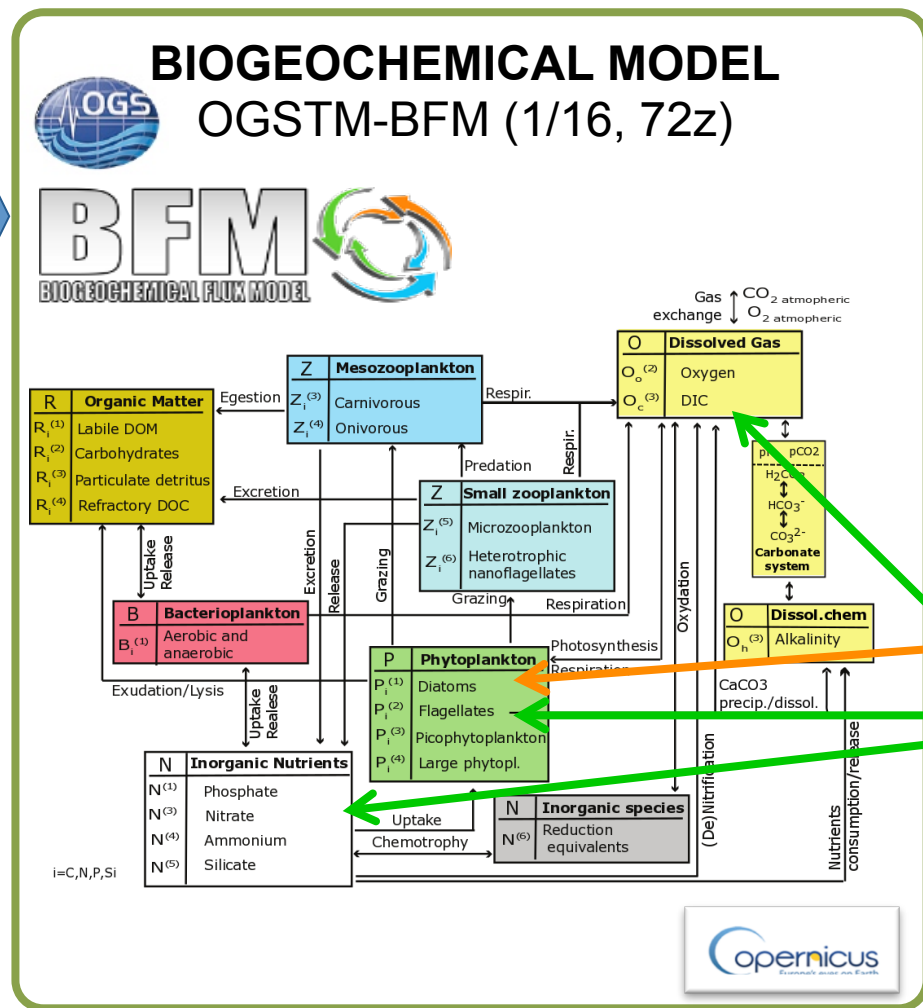 BIOGEOCHEMICAL MODEL
OGS
OGSTM-BFM (1/16, 72z)
BFM
BIOGEOCHEMICAL FLUX MODEL
Gas exchange
CO2 atmopheric
O2 atmopheric
O Dissolved Gas
Oo(2) Oxygen
Oc(3) DIC
Z Mesozooplankton
Zi(3) Carnivorous
Zi(4) Onivorous
Egestion
Respir.
R Organic Matter
Ri(1) Labile DOM
Ri(2) Carbohydrates
Ri(3) Particulate detritus
Ri(4) Refractory DOC
Predation
Respir.
Excretion
Z Small zooplankton
Zi(5) Microzooplankton
Zi(6) Heterotrophic
nanoflagellates
pCO2
HCO3-
CO32-
Carbonate
system
Uptake
Release
Excretion
Release
Grazing
Grazing
Respiration
Oxydation
B Bacterioplankton
Bi(1) Aerobic and
anaerobic
O Dissol.chem
Oh(3) Alkalinity
Photosynthesis
P Phytoplankton
Pi(1) Diatoms
Pi(2) Flagellates
Pi(3) Picophytoplankton
Pi(4) Large phytopl.
Exudation/Lysis
Uptake
Realese
CaCO3
precip./dissol.
(De)Nitrification
Nutrients
consumption/release
N Inorganic Nutrients
N(1) Phosphate
N(3) Nitrate
N(4) Ammonium
N(5) Silicate
Uptake
Chemotrophy
N Inorganic species
N(6) Reduction
equivalents
i=C,N,P,Si
opernicus
Europe's eyes on Earth